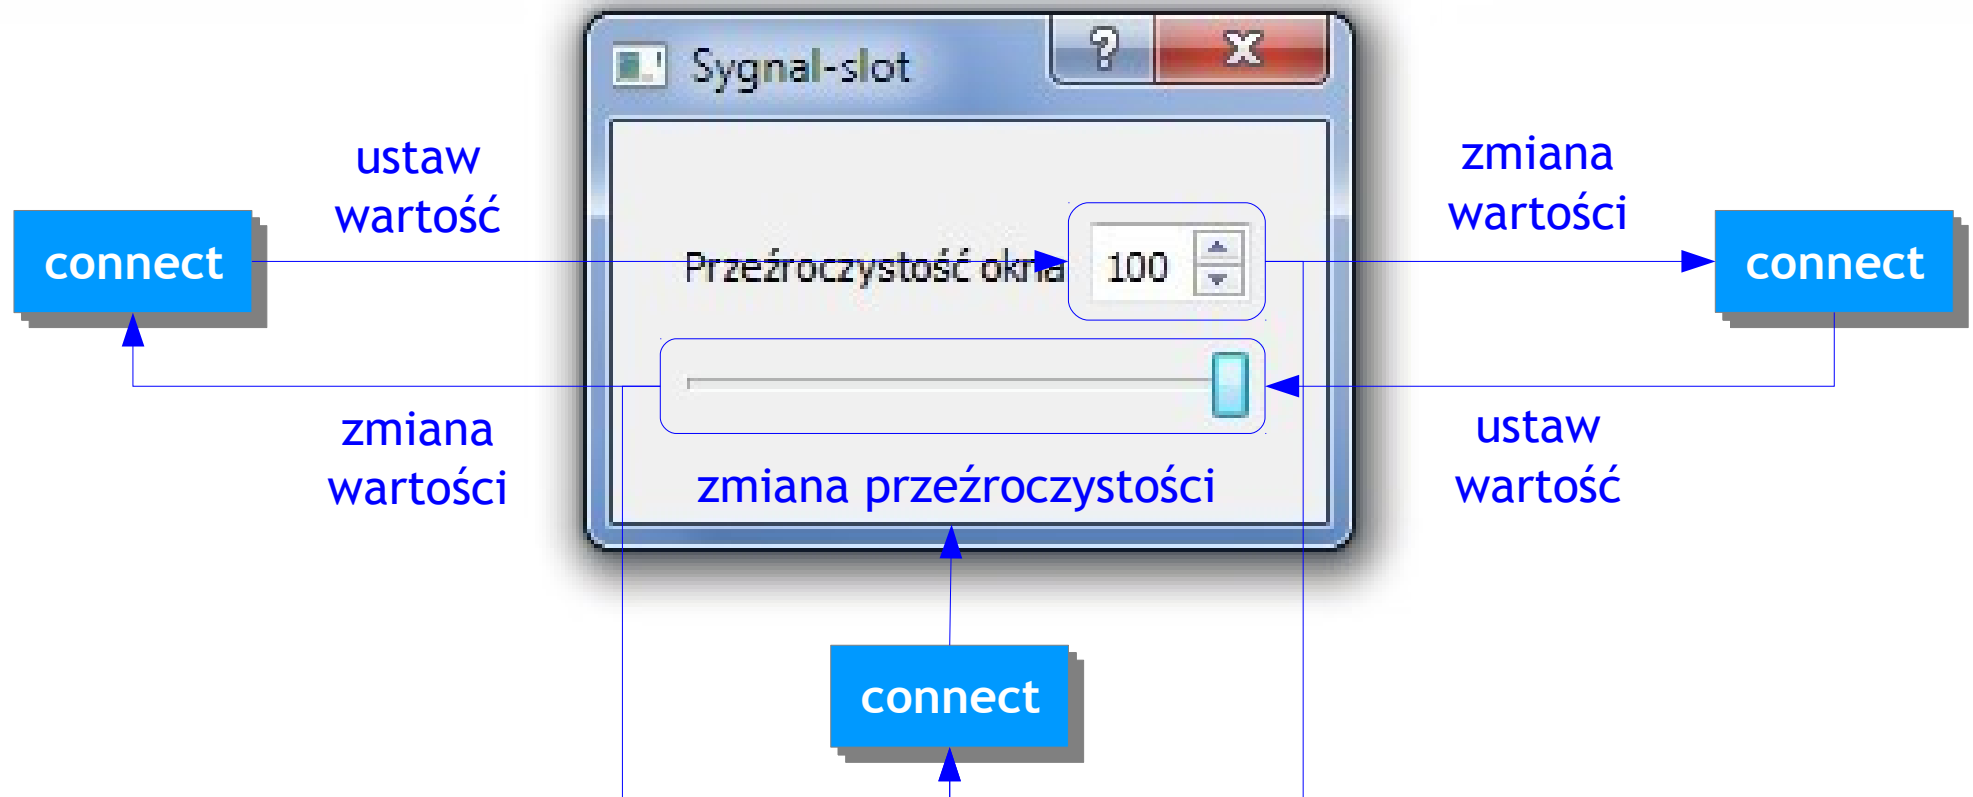 Sygnal-slot
ustaw
wartość
zmiana
wartości
connect
Przeźroczystość okna
100
connect
zmiana
wartości
ustaw
wartość
zmiana przeźroczystości
connect